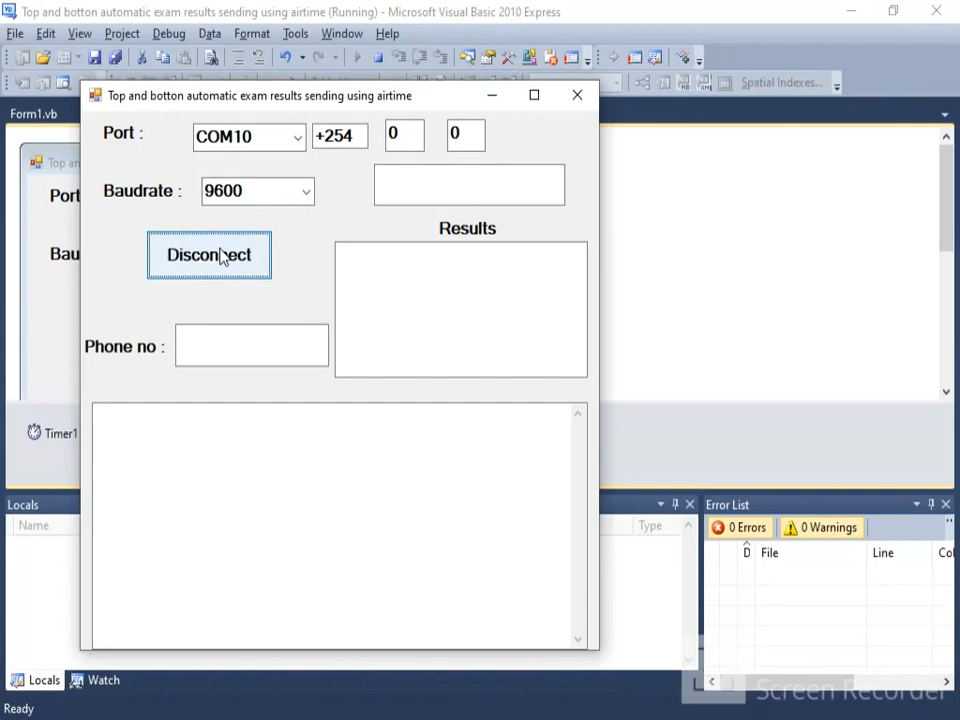 Top and botton automatic exam results sending using airtime (Running) - Microsoft Visual Basic 2010 Express
File Edit View Project Debug Data Format Tools Window Help
Spatial Indexes...
Top and botton automatic exam results sending using airtime
Form1.vb
Top an
Port : COM10 +254 0 0
Port
Baudrate : 9600
Results
Bau
Disconnect
Phone no :
Timer1
Locals
Name Type
Error List
0 Errors 0 Warnings
D File Line Col
Locals Watch
Screen Recorder
Ready